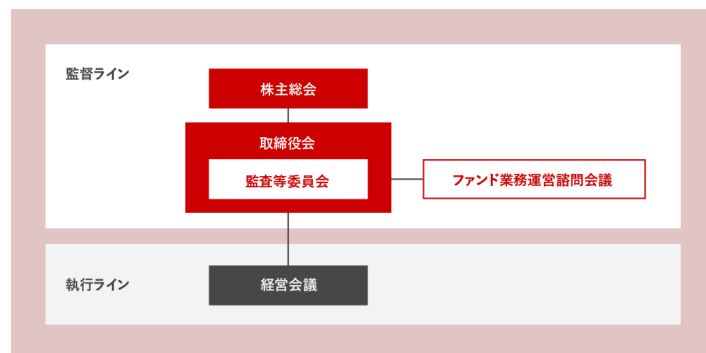 監督ライン
株主総会
取締役会
監査等委員会
ファンド業務運営諮問会議
執行ライン
経営会議